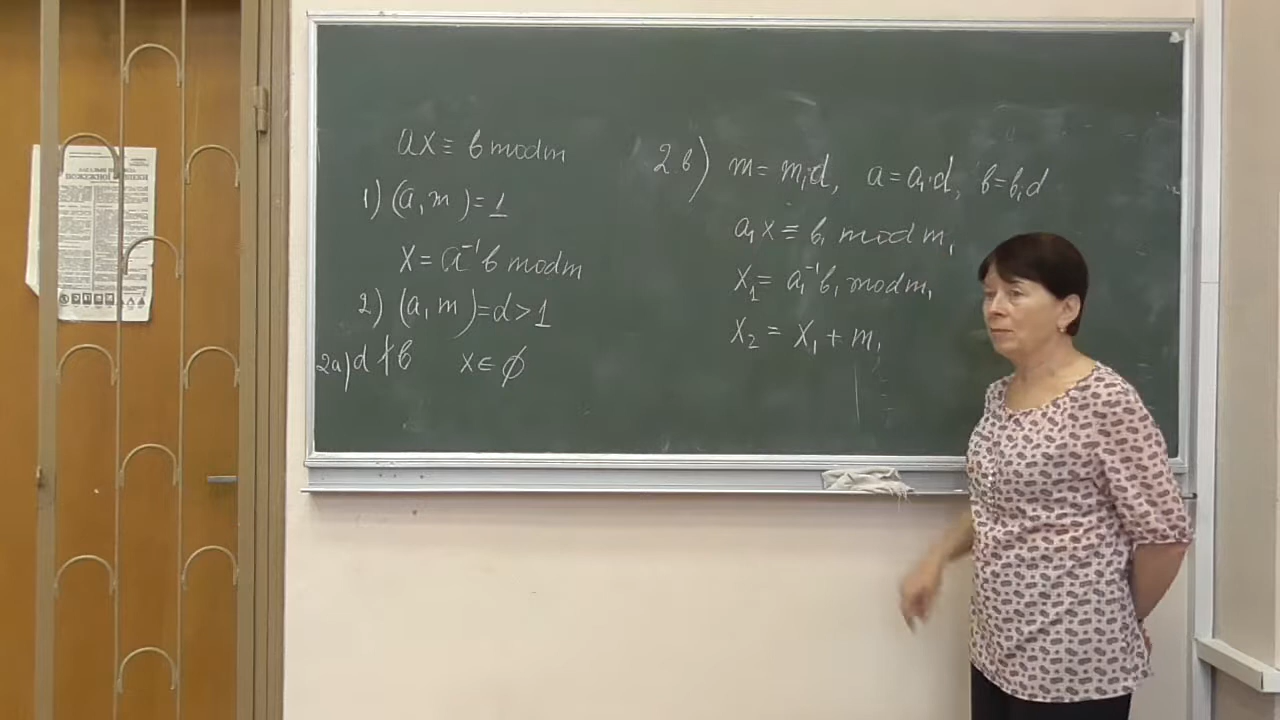 ax ≡ b mod m
1) (a, m) = 1
x = a⁻¹ b mod m
2) (a, m) = d > 1
2a) d ∤ b x ∈ ∅
2.b) m = m₁d, a = a₁·d, b = b₁d
a₁x ≡ b₁ mod m₁
x₁ = a₁⁻¹ b₁ mod m₁
x₂ = x₁ + m₁